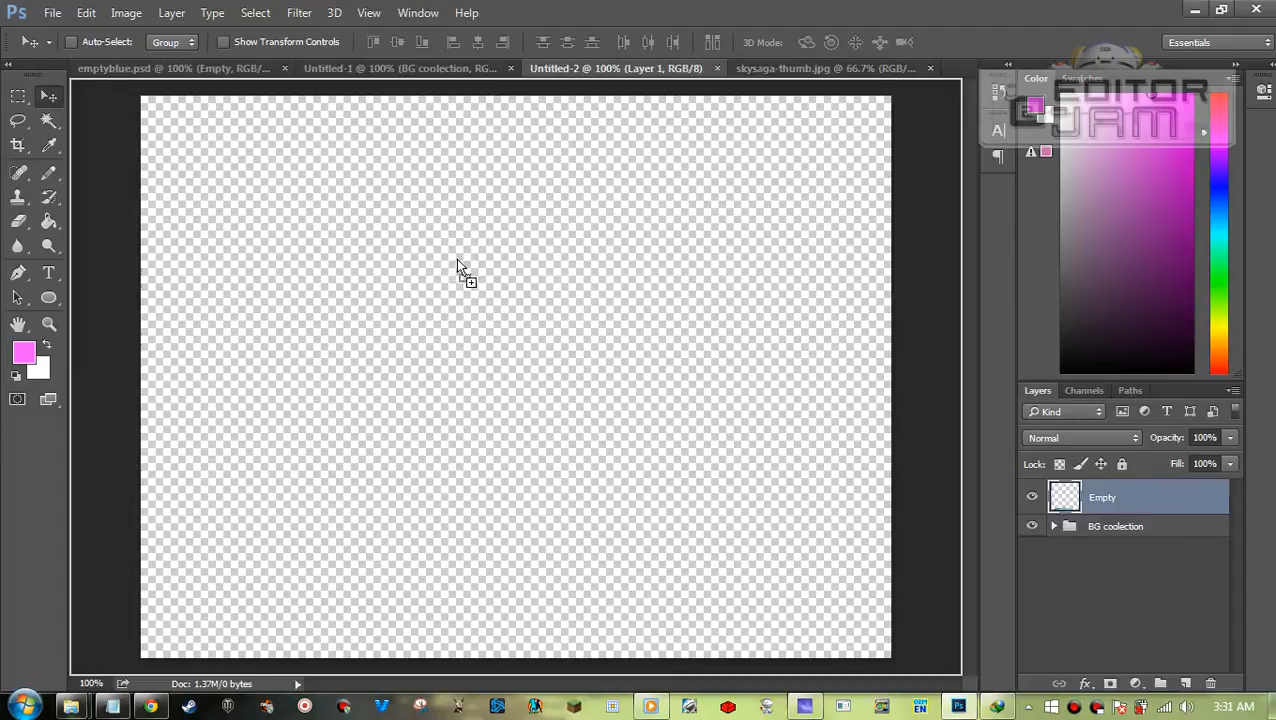 Ps File Edit Image Layer Type Select Filter 3D View Window Help
Auto-Select: Group Show Transform Controls 3D Mode: Essentials
emptyblue.psd @ 100% (Empty, RGB/... × Untitled-1 @ 100% (BG coolection, RG... × Untitled-2 @ 100% (Layer 1, RGB/8) × skysaga-thumb.jpg @ 66.7% (RGB/... ×
Color Swatches
EDITOR
JAM
Layers Channels Paths
Kind
Normal Opacity: 100%
Lock: Fill: 100%
Empty
BG coolection
100% Doc: 1.37M/0 bytes
3:31 AM